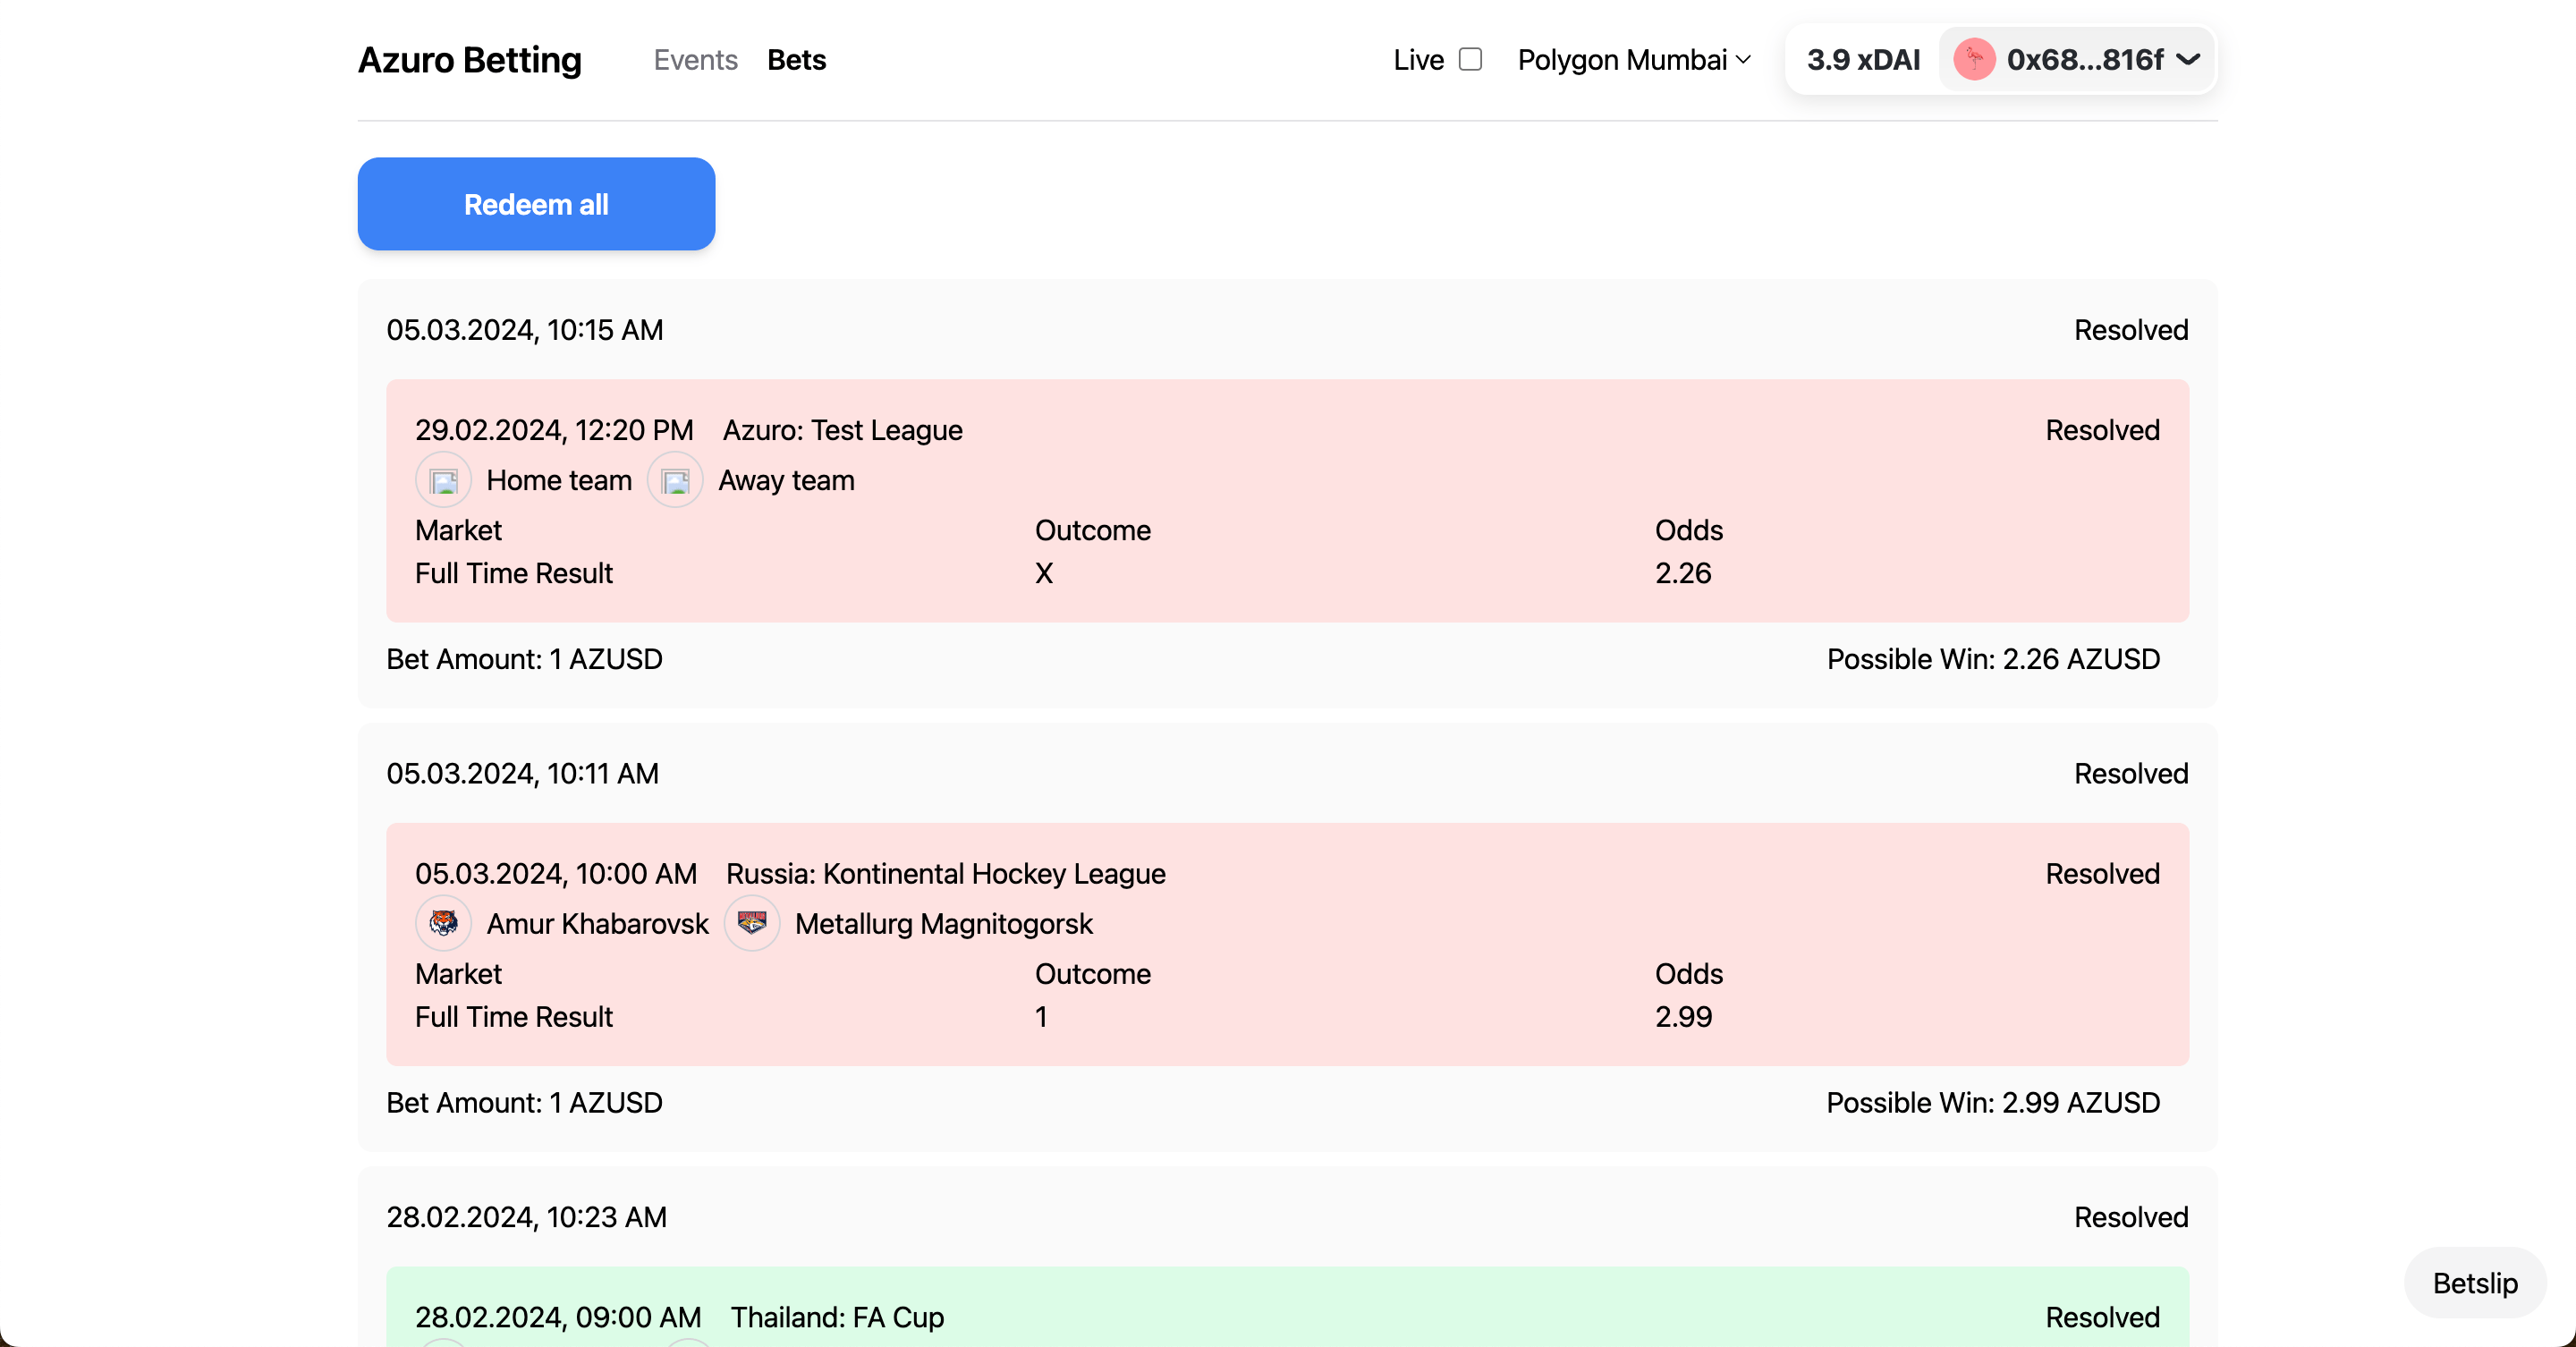 Azuro Betting Events Bets Live Polygon Mumbai 3.9 xDAI 0x68...816f
Redeem all
05.03.2024, 10:15 AM Resolved
29.02.2024, 12:20 PM Azuro: Test League Resolved
Home team Away team
Market Outcome Odds
Full Time Result X 2.26
Bet Amount: 1 AZUSD Possible Win: 2.26 AZUSD
05.03.2024, 10:11 AM Resolved
05.03.2024, 10:00 AM Russia: Kontinental Hockey League Resolved
Amur Khabarovsk Metallurg Magnitogorsk
Market Outcome Odds
Full Time Result 1 2.99
Bet Amount: 1 AZUSD Possible Win: 2.99 AZUSD
28.02.2024, 10:23 AM Resolved
Betslip
28.02.2024, 09:00 AM Thailand: FA Cup Resolved